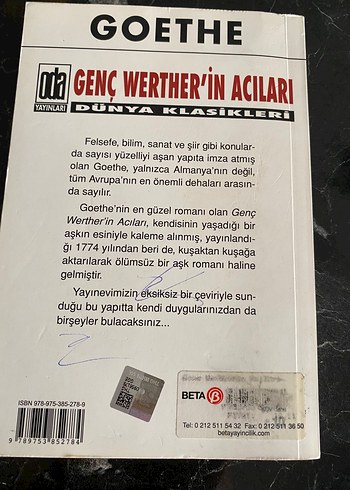 GOETHE
oda
YAYINLARI
GENÇ WERTHER'İN ACILARI
DÜNYA KLASİKLERİ
Felsefe, bilim, sanat ve şiir gibi konular-
da sayısı yüzelliyi aşan yapıta imza atmış
olan Goethe, yalnızca Almanya'nın değil,
tüm Avrupa'nın en önemli dehaları arasın-
da sayılır.
Goethe'nin en güzel romanı olan Genç
Werther'in Acıları, kendisinin yaşadığı bir
aşkın esiniyle kaleme alınmış, yayınlandı-
ğı 1774 yılından beri de, kuşaktan kuşağa
aktarılarak ölümsüz bir aşk romanı haline
gelmiştir.
Yayınevimizin eksiksiz bir çeviriyle sun-
duğu bu yapıtta kendi duygularınızdan da
birşeyler bulacaksınız...
ISBN 978-975-385-278-9
9 789753 852784
BETA
Tel: 0 212 511 54 32 Fax: 0 212 511 36 50
betayayincilik.com